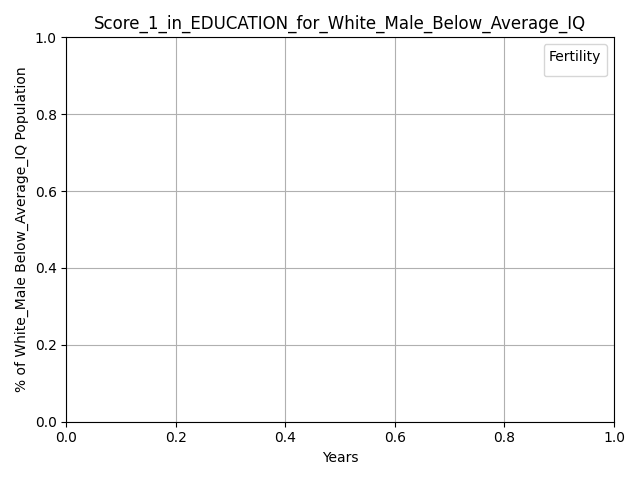 Score_1_in_EDUCATION_for_White_Male_Below_Average_IQ
% of White_Male Below_Average_IQ Population
1.0
0.8
0.6
0.4
0.2
0.0
Fertility
0.0 0.2 0.4 0.6 0.8 1.0
Years